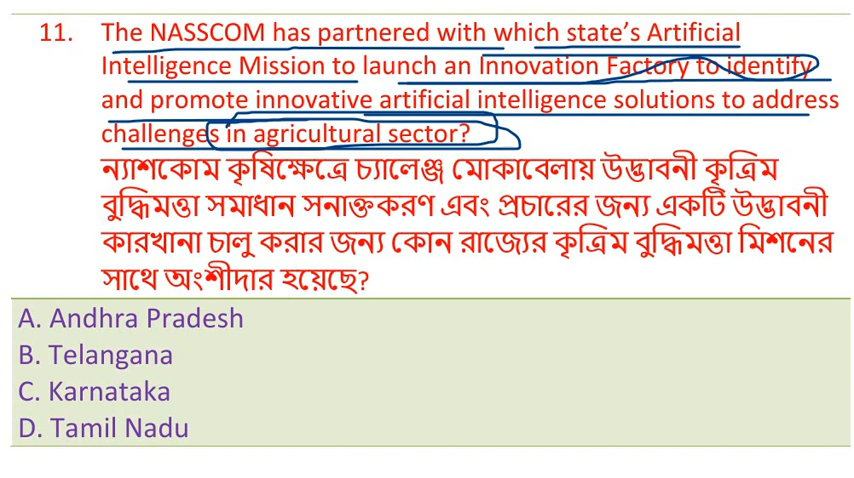 11. The NASSCOM has partnered with which state's Artificial
Intelligence Mission to launch an Innovation Factory to identify
and promote innovative artificial intelligence solutions to address
challenges in agricultural sector?
ন্যাশকোম কৃষিক্ষেত্রে চ্যালেঞ্জ মোকাবেলায় উদ্ভাবনী কৃত্রিম
বুদ্ধিমত্তা সমাধান সনাক্তকরণ এবং প্রচারের জন্য একটি উদ্ভাবনী
কারখানা চালু করার জন্য কোন রাজ্যের কৃত্রিম বুদ্ধিমত্তা মিশনের
সাথে অংশীদার হয়েছে?
A. Andhra Pradesh
B. Telangana
C. Karnataka
D. Tamil Nadu